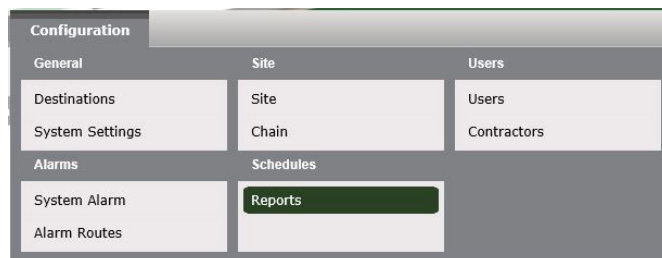 Configuration
General Site Users
Destinations Site Users
System Settings Chain Contractors
Alarms Schedules
System Alarm Reports
Alarm Routes